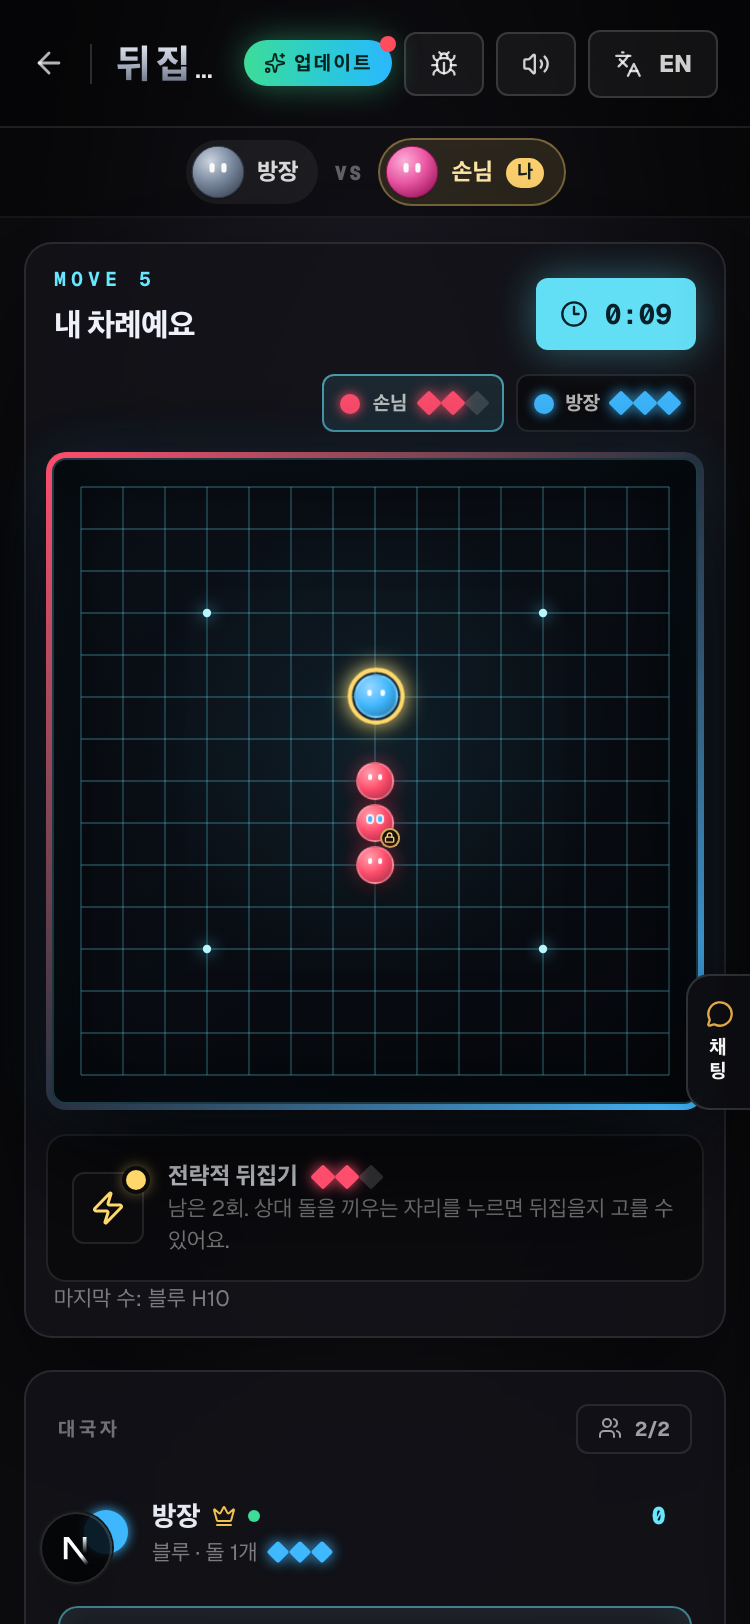 뒤집...
업데이트
EN
방장
VS
손님 나
MOVE 5
내 차례예요
0:09
손님
방장
채팅
전략적 뒤집기
남은 2회. 상대 돌을 끼우는 자리를 누르면 뒤집을지 고를 수
있어요.
마지막 수: 블루 H10
대국자
2/2
방장
0
블루 · 돌 1개
N